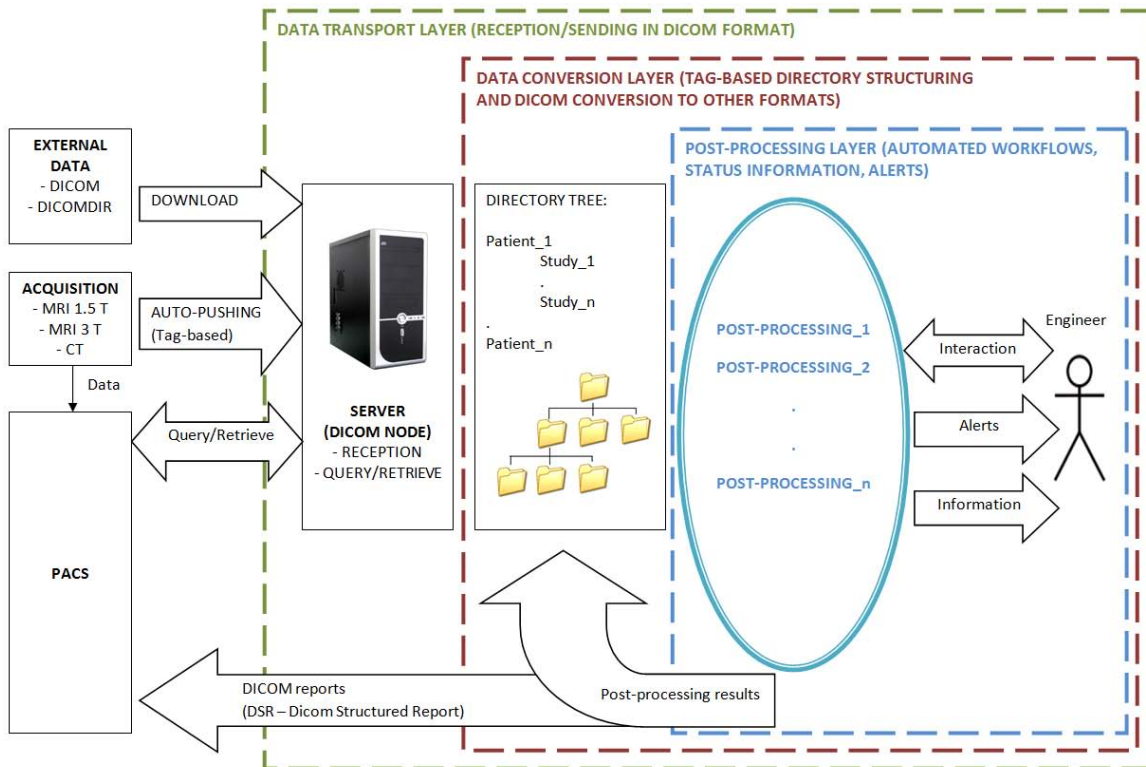 DATA TRANSPORT LAYER (RECEPTION/SENDING IN DICOM FORMAT)
DATA CONVERSION LAYER (TAG-BASED DIRECTORY STRUCTURING
AND DICOM CONVERSION TO OTHER FORMATS)
POST-PROCESSING LAYER (AUTOMATED WORKFLOWS,
STATUS INFORMATION, ALERTS)
EXTERNAL
DATA
- DICOM
- DICOMDIR
DOWNLOAD
ACQUISITION
- MRI 1.5 T
- MRI 3 T
- CT
AUTO-PUSHING
(Tag-based)
Data
PACS
Query/Retrieve
SERVER
(DICOM NODE)
- RECEPTION
- QUERY/RETRIEVE
DIRECTORY TREE:
Patient_1
Study_1
.
Study_n
.
Patient_n
POST-PROCESSING_1
POST-PROCESSING_2
.
.
POST-PROCESSING_n
Engineer
Interaction
Alerts
Information
DICOM reports
(DSR – Dicom Structured Report)
Post-processing results